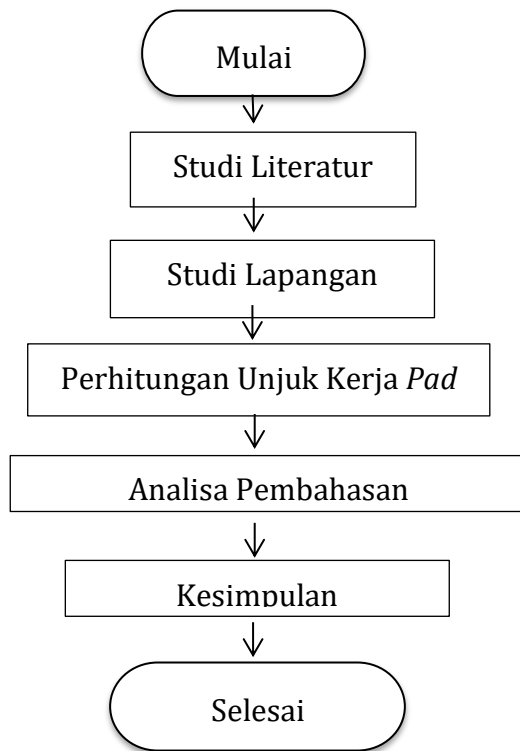 Mulai
Studi Literatur
Studi Lapangan
Perhitungan Unjuk Kerja Pad
Analisa Pembahasan
Kesimpulan
Selesai